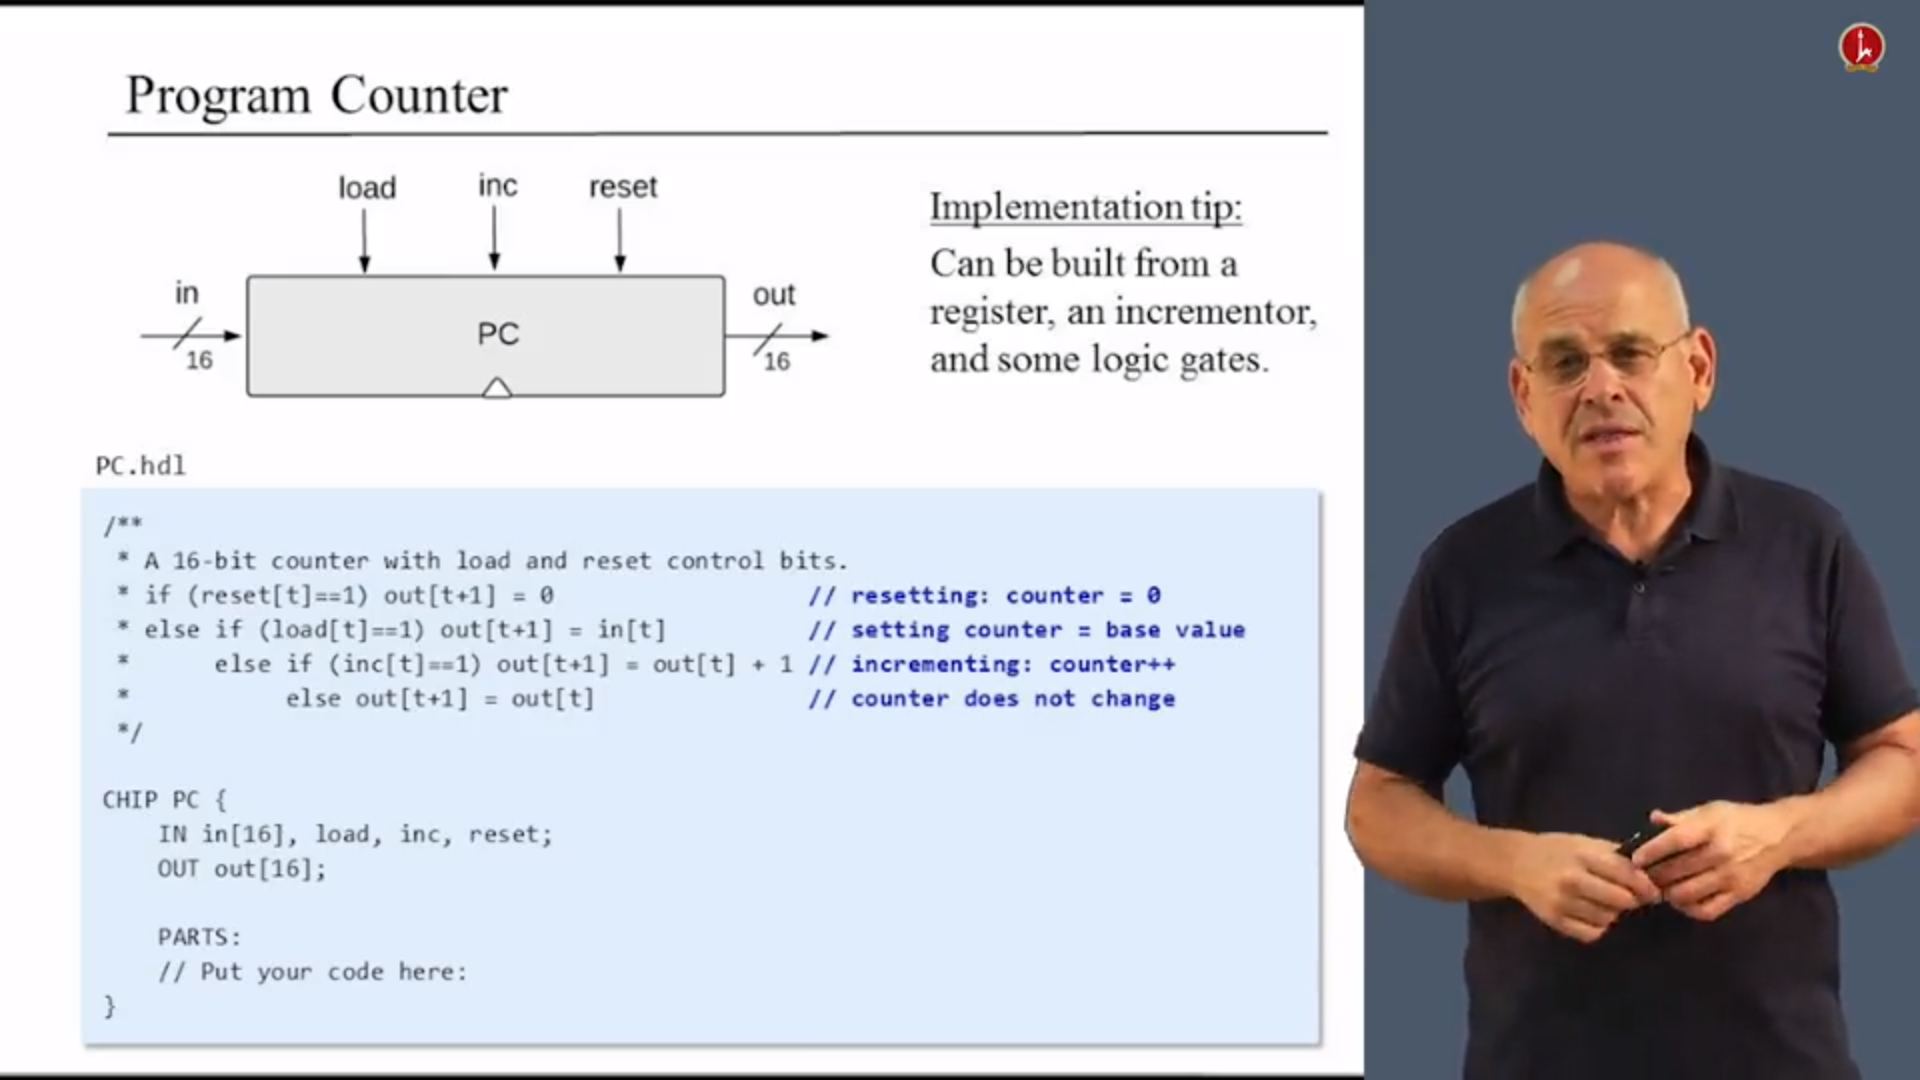 Program Counter
load inc reset
in
16
PC
out
16
Implementation tip:
Can be built from a
register, an incrementor,
and some logic gates.
PC.hdl
/**
 * A 16-bit counter with load and reset control bits.
 * if (reset[t]==1) out[t+1] = 0 // resetting: counter = 0
 * else if (load[t]==1) out[t+1] = in[t] // setting counter = base value
 * else if (inc[t]==1) out[t+1] = out[t] + 1 // incrementing: counter++
 * else out[t+1] = out[t] // counter does not change
 */
CHIP PC {
IN in[16], load, inc, reset;
OUT out[16];
PARTS:
// Put your code here:
}